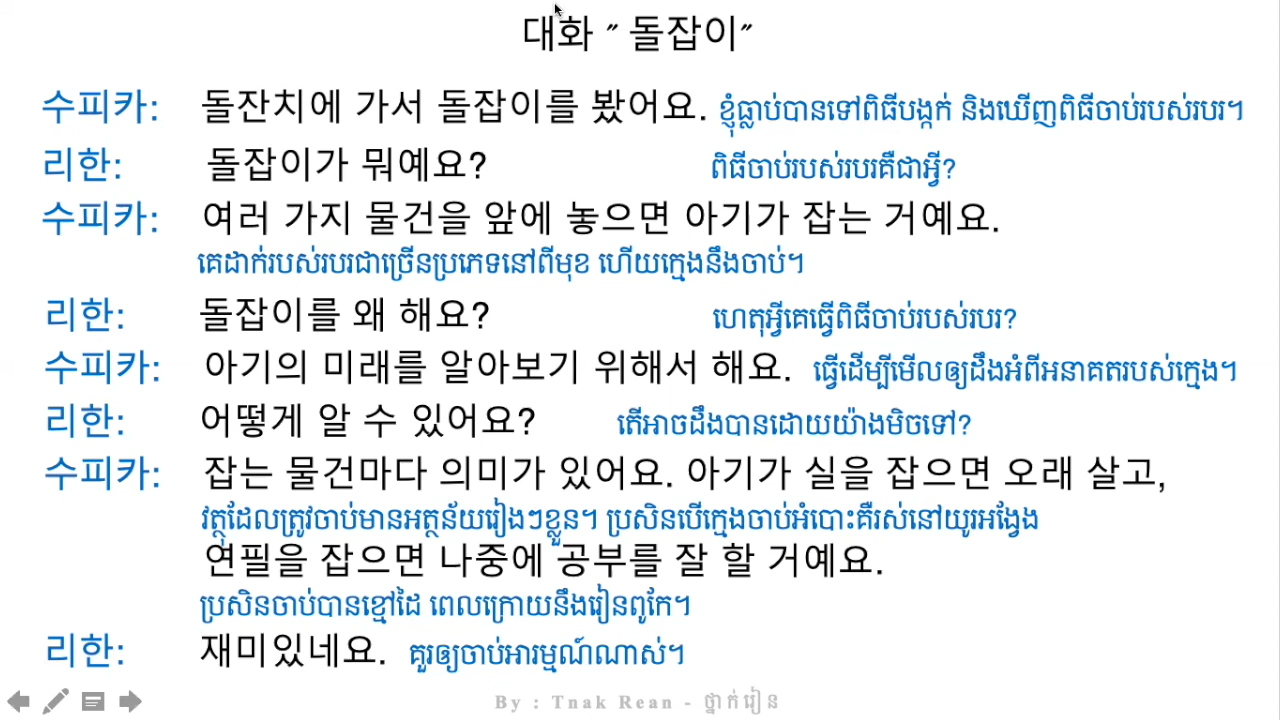 대화 ״ 돌잡이״
수피카: 돌잔치에 가서 돌잡이를 봤어요. ខ្ញុំធ្លាប់បានទៅពិធីបង្កក់ និងឃើញពិធីចាប់របស់របរ។
리한: 돌잡이가 뭐예요? ពិធីចាប់របស់របរគឺជាអ្វី?
수피카: 여러 가지 물건을 앞에 놓으면 아기가 잡는 거예요.
គេដាក់របស់របរជាច្រើនប្រភេទនៅពីមុខ ហើយក្មេងនឹងចាប់។
리한: 돌잡이를 왜 해요? ហេតុអ្វីគេធ្វើពិធីចាប់របស់របរ?
수피카: 아기의 미래를 알아보기 위해서 해요. ធ្វើដើម្បីមើលឲ្យដឹងអំពីអនាគតរបស់ក្មេង។
리한: 어떻게 알 수 있어요? តើអាចដឹងបានដោយយ៉ាងមិចទៅ?
수피카: 잡는 물건마다 의미가 있어요. 아기가 실을 잡으면 오래 살고,
វត្ថុដែលត្រូវចាប់មានអត្ថន័យរៀងៗខ្លួន។ ប្រសិនបើក្មេងចាប់អំបោះគឺរស់នៅយូរអង្វែង
연필을 잡으면 나중에 공부를 잘 할 거예요.
ប្រសិនចាប់បានខ្មៅដៃ ពេលក្រោយនឹងរៀនពូកែ។
리한: 재미있네요. គួរឲ្យចាប់អារម្មណ៍ណាស់។
By : Tnak Rean - ថ្នាក់រៀន